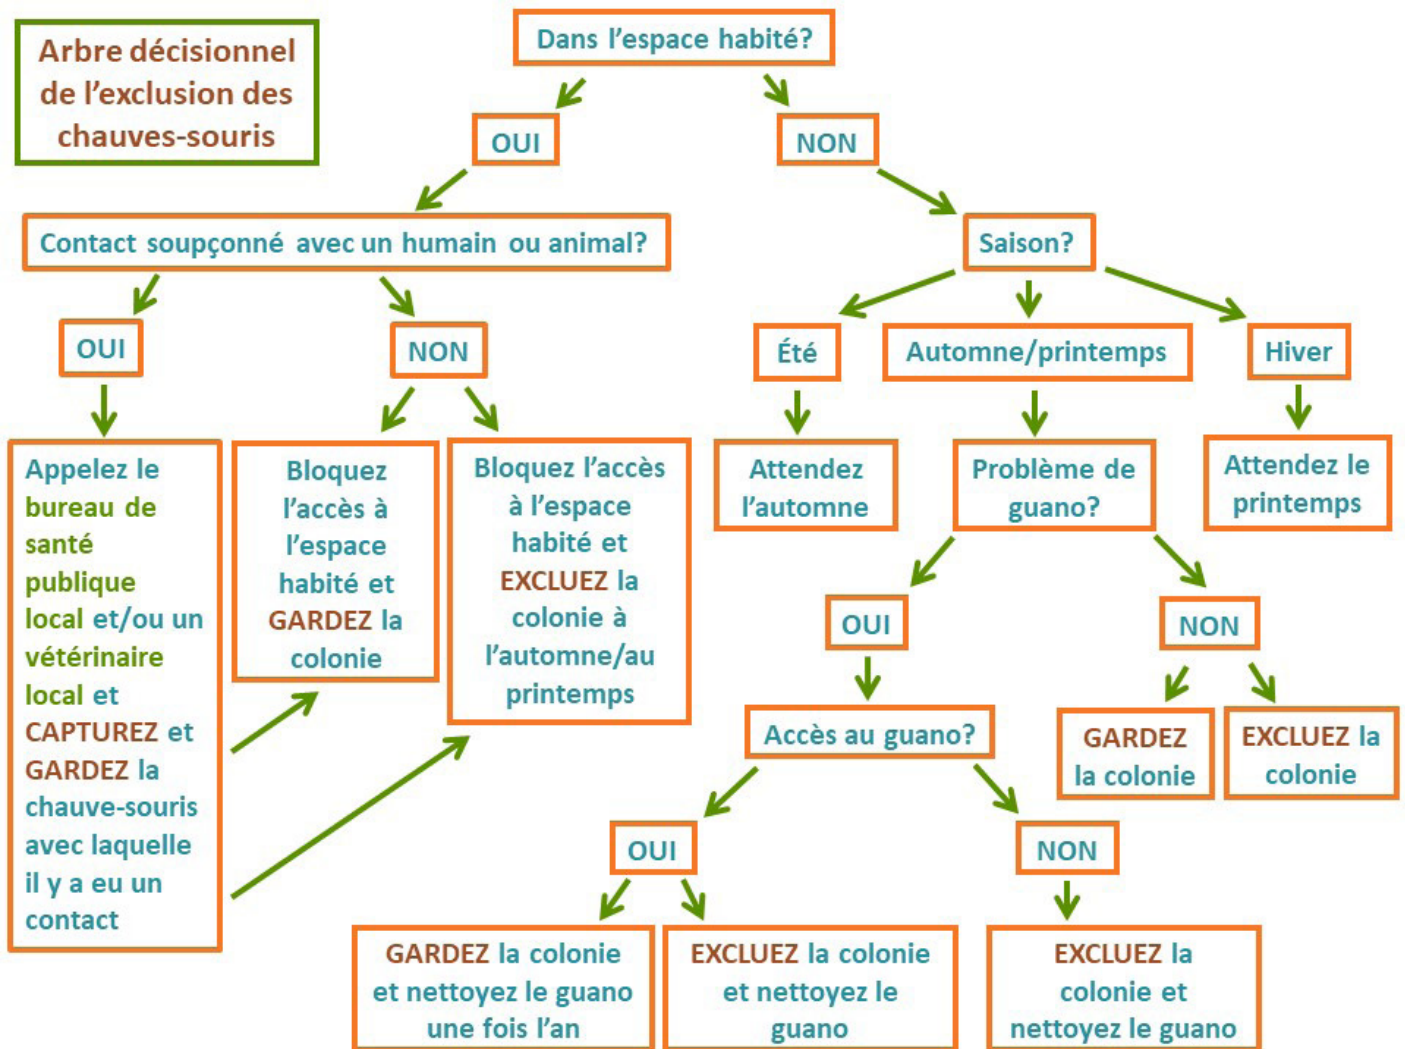 Arbre décisionnel
de l'exclusion des
chauves-souris
Dans l'espace habité?
OUI
NON
Contact soupçonné avec un humain ou animal?
Saison?
OUI
NON
Été
Automne/printemps
Hiver
Appelez le
bureau de
santé
publique
local et/ou un
vétérinaire
local et
CAPTUREZ et
GARDEZ la
chauve-souris
avec laquelle
il y a eu un
contact
Bloquez
l'accès à
l'espace
habité et
GARDEZ la
colonie
Bloquez l'accès
à l'espace
habité et
EXCLUEZ la
colonie à
l'automne/au
printemps
Attendez
l'automne
Problème de
guano?
Attendez le
printemps
OUI
NON
Accès au guano?
GARDEZ
la colonie
EXCLUEZ la
colonie
OUI
NON
GARDEZ la colonie
et nettoyez le guano
une fois l'an
EXCLUEZ la colonie
et nettoyez le
guano
EXCLUEZ la
colonie et
nettoyez le guano